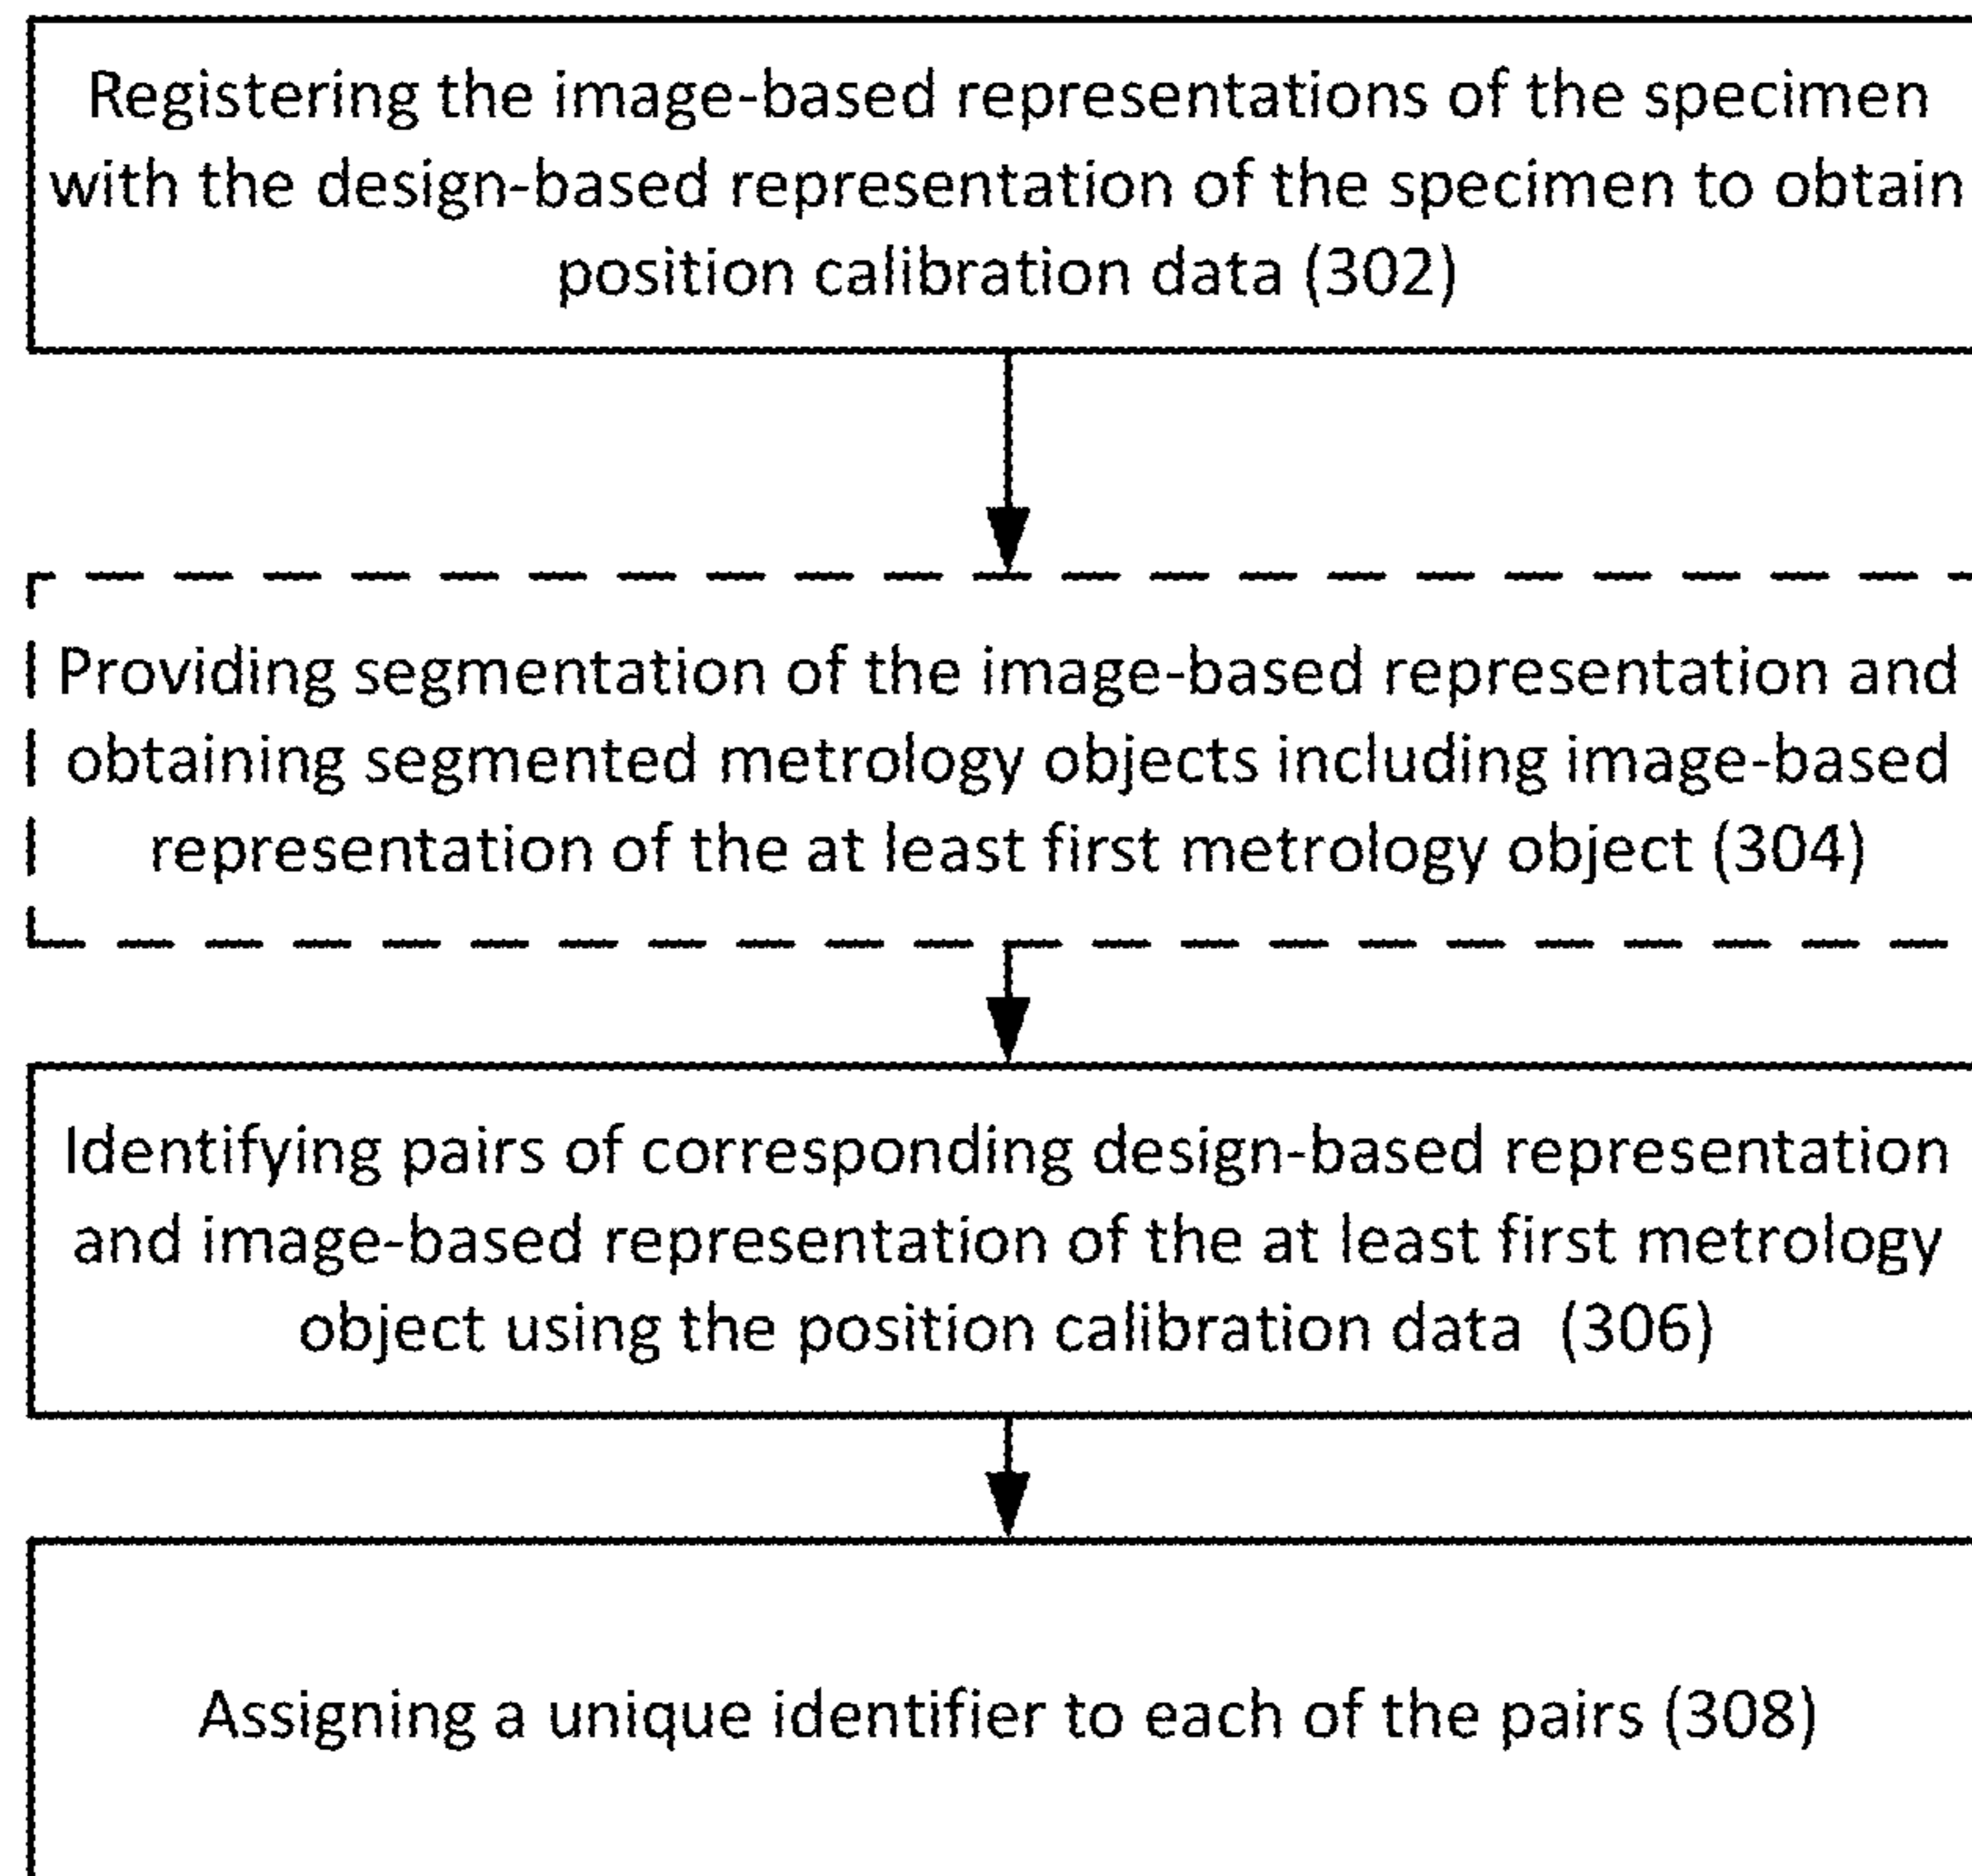 Registering the image-based representations of the specimen
with the design-based representation of the specimen to obtain
position calibration data (302)
Providing segmentation of the image-based representation and
obtaining segmented metrology objects including image-based
representation of the at least first metrology object (304)
Identifying pairs of corresponding design-based representation
and image-based representation of the at least first metrology
object using the position calibration data (306)
Assigning a unique identifier to each of the pairs (308)